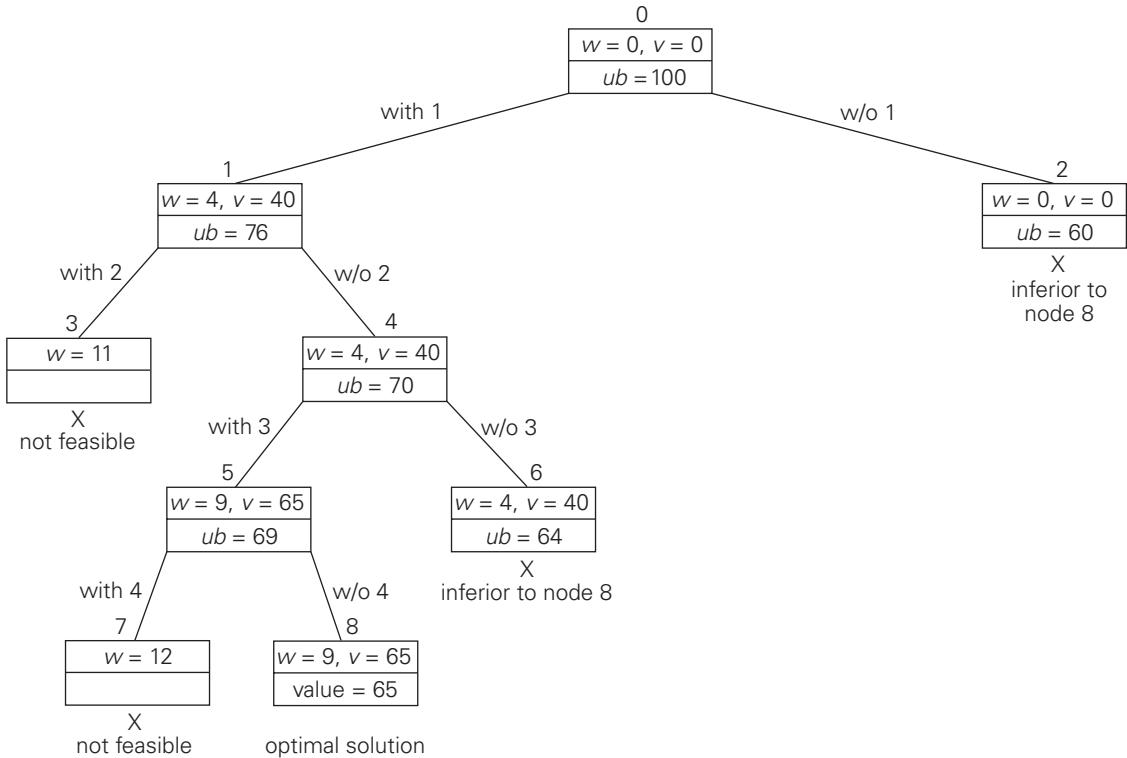 0
w = 0, v = 0
ub = 100
with 1
w/o 1
1
w = 4, v = 40
ub = 76
2
w = 0, v = 0
ub = 60
X
inferior to
node 8
with 2
w/o 2
3
w = 11
X
not feasible
4
w = 4, v = 40
ub = 70
with 3
w/o 3
5
w = 9, v = 65
ub = 69
6
w = 4, v = 40
ub = 64
X
inferior to node 8
with 4
w/o 4
7
w = 12
X
not feasible
8
w = 9, v = 65
value = 65
optimal solution